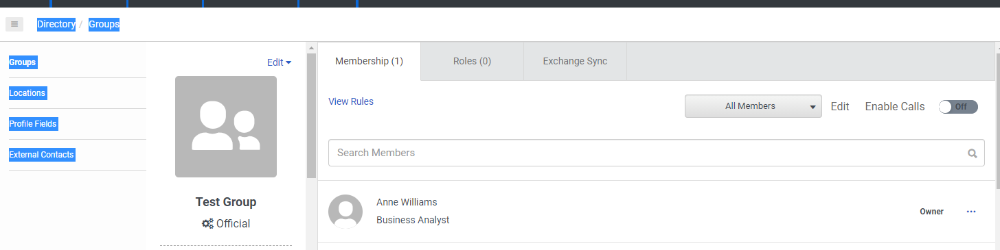 Directory / Groups
Groups
Locations
Profile Fields
External Contacts
Edit
Test Group
Official
Membership (1)
Roles (0)
Exchange Sync
View Rules
All Members
Edit
Enable Calls
Off
Search Members
Anne Williams
Business Analyst
Owner